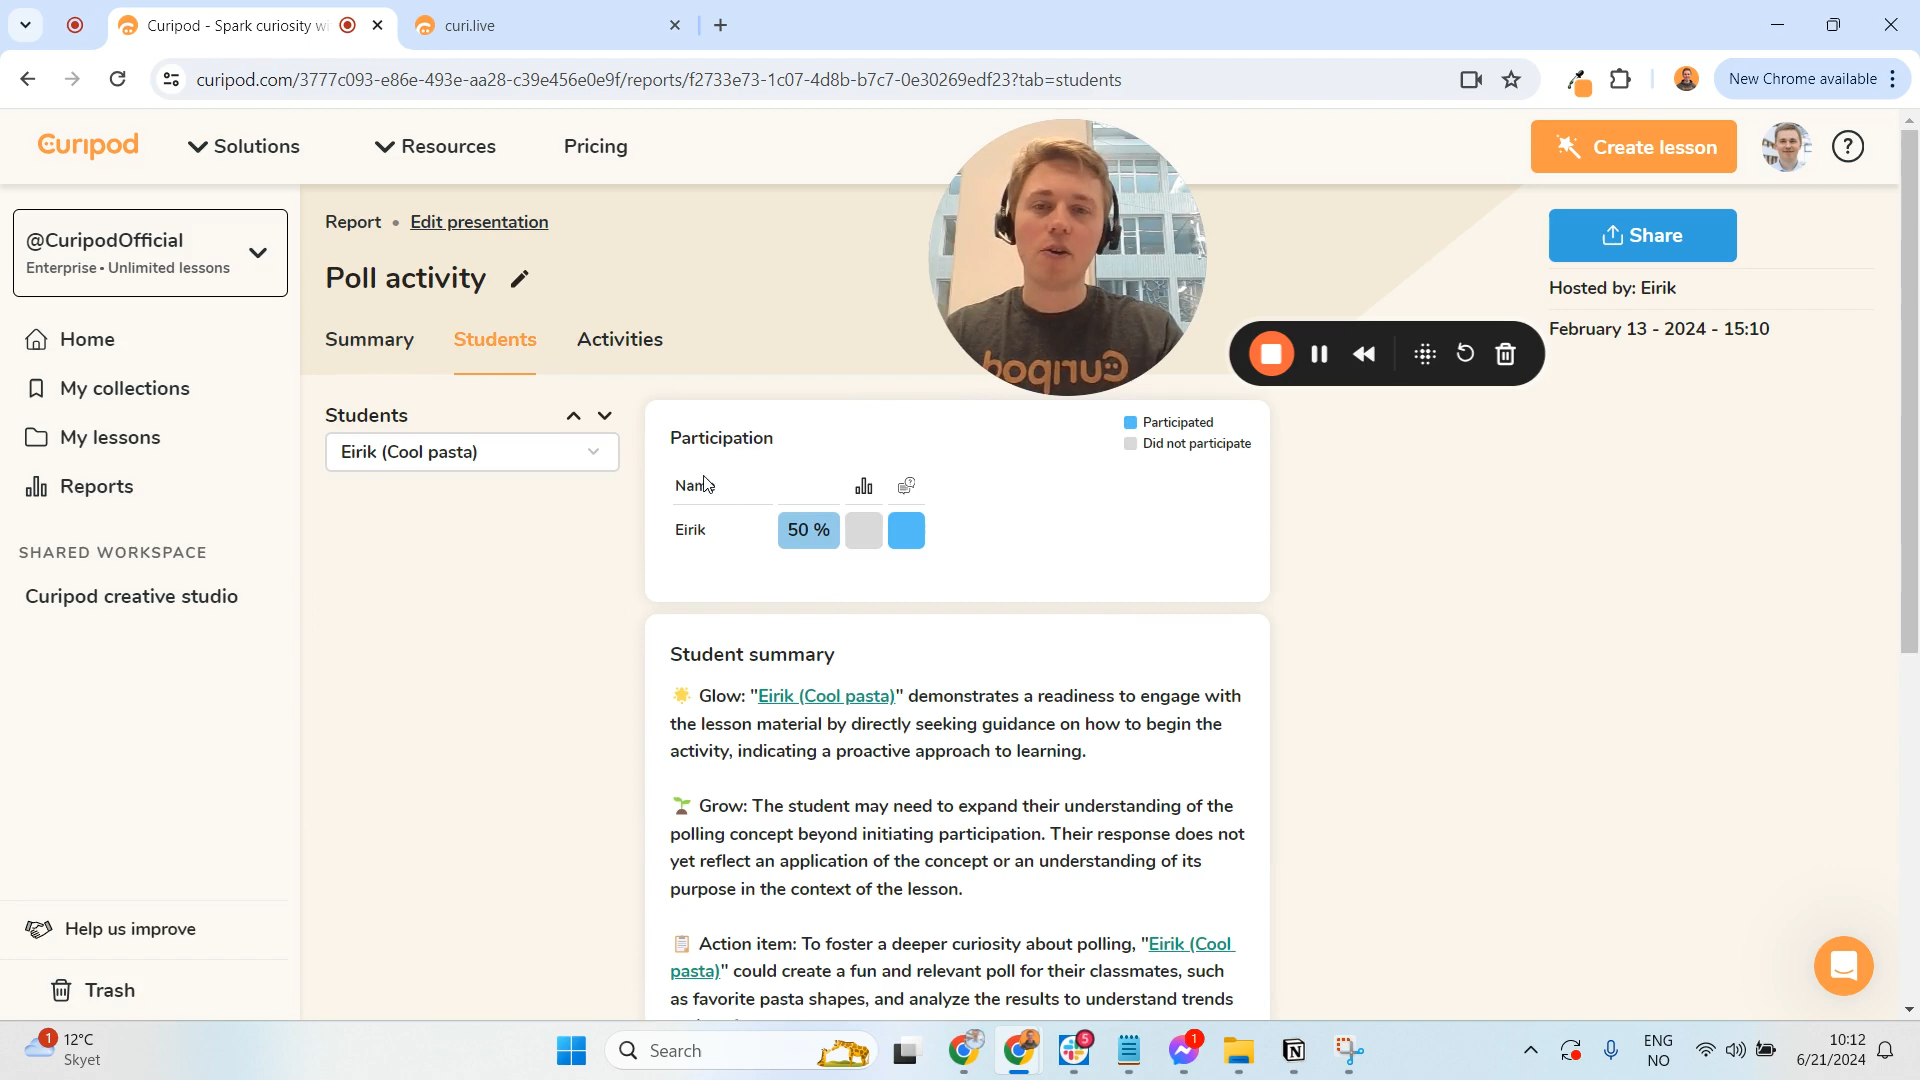 Curipod - Spark curiosity wi
curi.live
curipod.com/3777c093-e86e-493e-aa28-c39e456e0e9f/reports/f2733e73-1c07-4d8b-b7c7-0e30269edf23?tab=students
New Chrome available
Curipod
Solutions
Resources
Pricing
Create lesson
?
@CuripodOfficial
Enterprise • Unlimited lessons
Home
My collections
My lessons
Reports
SHARED WORKSPACE
Curipod creative studio
Help us improve
Trash
Report • Edit presentation
Poll activity
Summary
Students
Activities
Curipod
Share
Hosted by: Eirik
February 13 - 2024 - 15:10
Students
Eirik (Cool pasta)
Participation
Participated
Did not participate
Name
Eirik
50 %
Student summary
Glow: "Eirik (Cool pasta)" demonstrates a readiness to engage with
the lesson material by directly seeking guidance on how to begin the
activity, indicating a proactive approach to learning.
Grow: The student may need to expand their understanding of the
polling concept beyond initiating participation. Their response does not
yet reflect an application of the concept or an understanding of its
purpose in the context of the lesson.
Action item: To foster a deeper curiosity about polling, "Eirik (Cool
pasta)" could create a fun and relevant poll for their classmates, such
as favorite pasta shapes, and analyze the results to understand trends
1
12°C
Skyet
Search
5
1
ENG
NO
10:12
6/21/2024